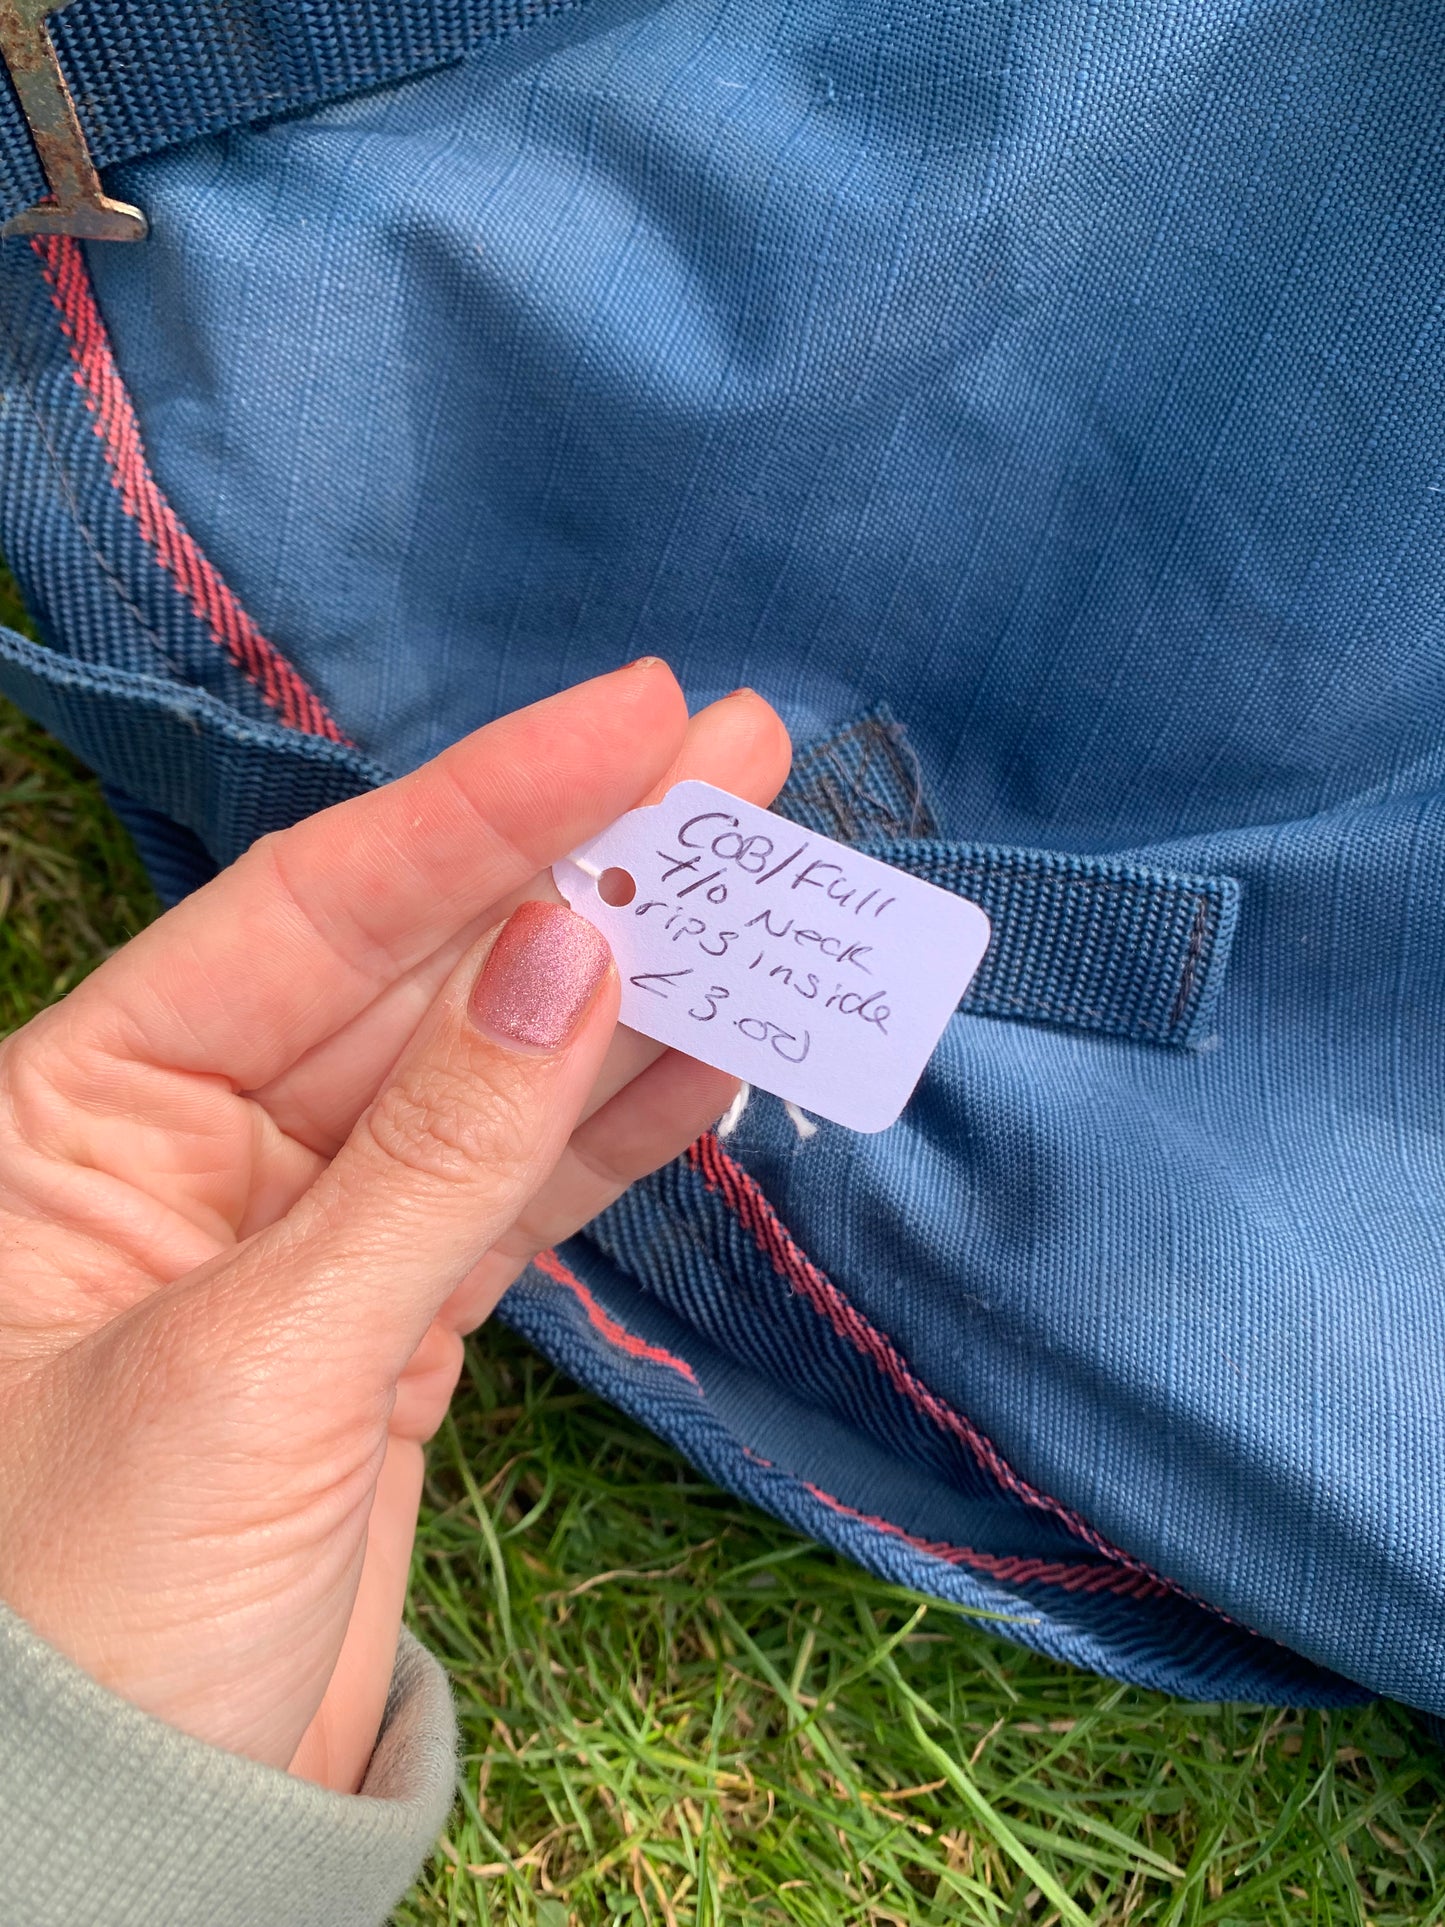 COB/Full
t/o Neck
rips inside
£3.00